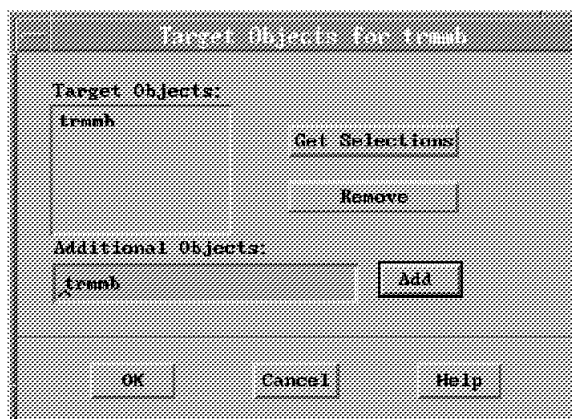 Target Objects for trmmb
Target Objects:
trmmb
Get Selections
Remove
Additional Objects:
trmmb
Add
OK
Cancel
Help